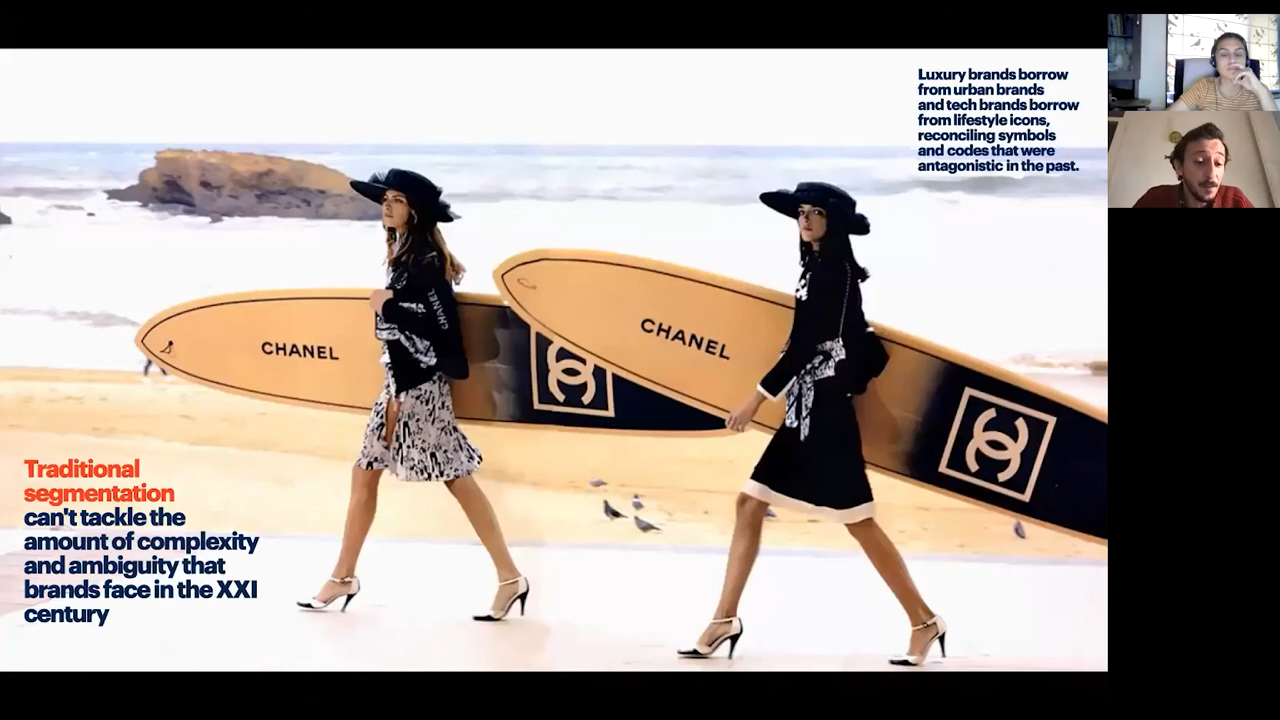 Luxury brands borrow
from urban brands
and tech brands borrow
from lifestyle icons,
reconciling symbols
and codes that were
antagonistic in the past.
CHANEL
CHANEL
CHANEL
Traditional
segmentation
can't tackle the
amount of complexity
and ambiguity that
brands face in the XXI
century